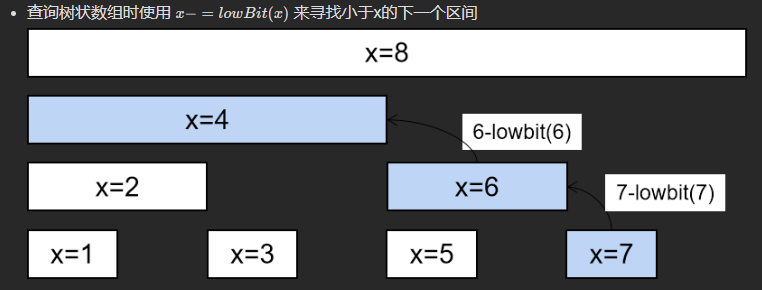 查询树状数组时使用 x− = lowBit(x) 来寻找小于x的下一个区间
x=8
x=4
6-lowbit(6)
x=2
x=6
7-lowbit(7)
x=1
x=3
x=5
x=7